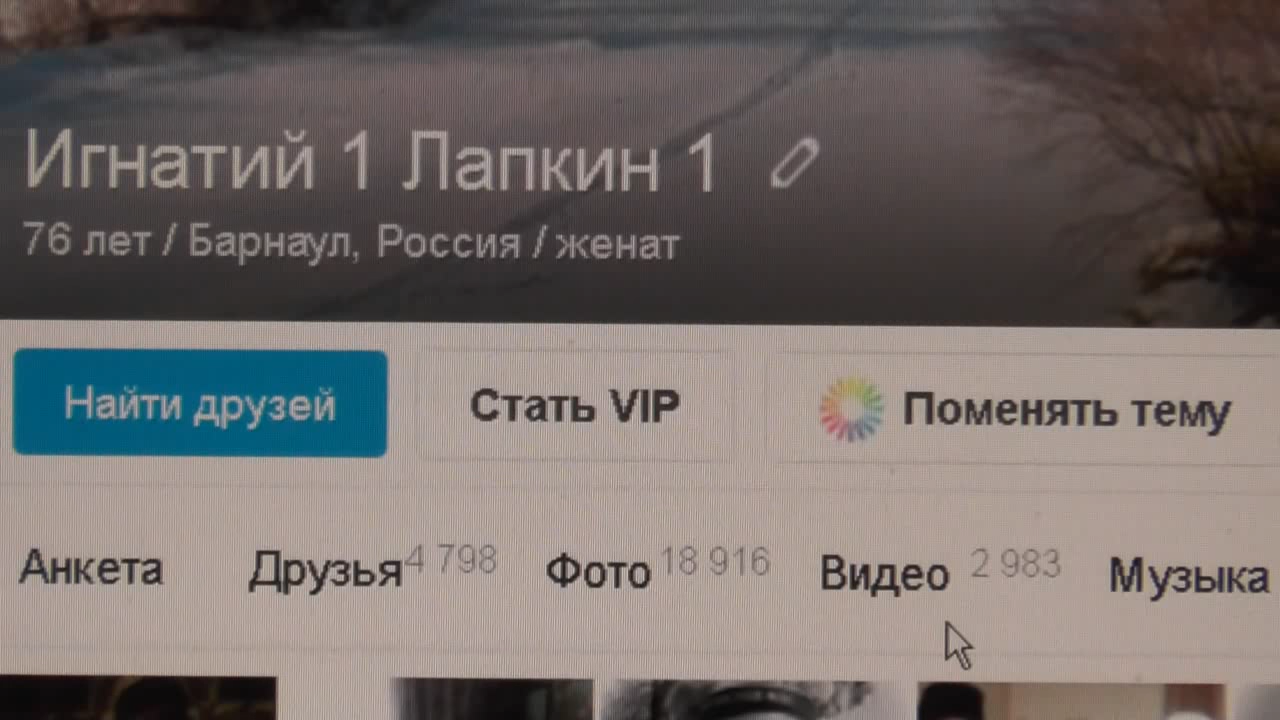 Игнатий 1 Лапкин 1
76 лет / Барнаул, Россия / женат
Найти друзей Стать VIP Поменять тему
Анкета Друзья 4 798 Фото 18 916 Видео 2 983 Музыка